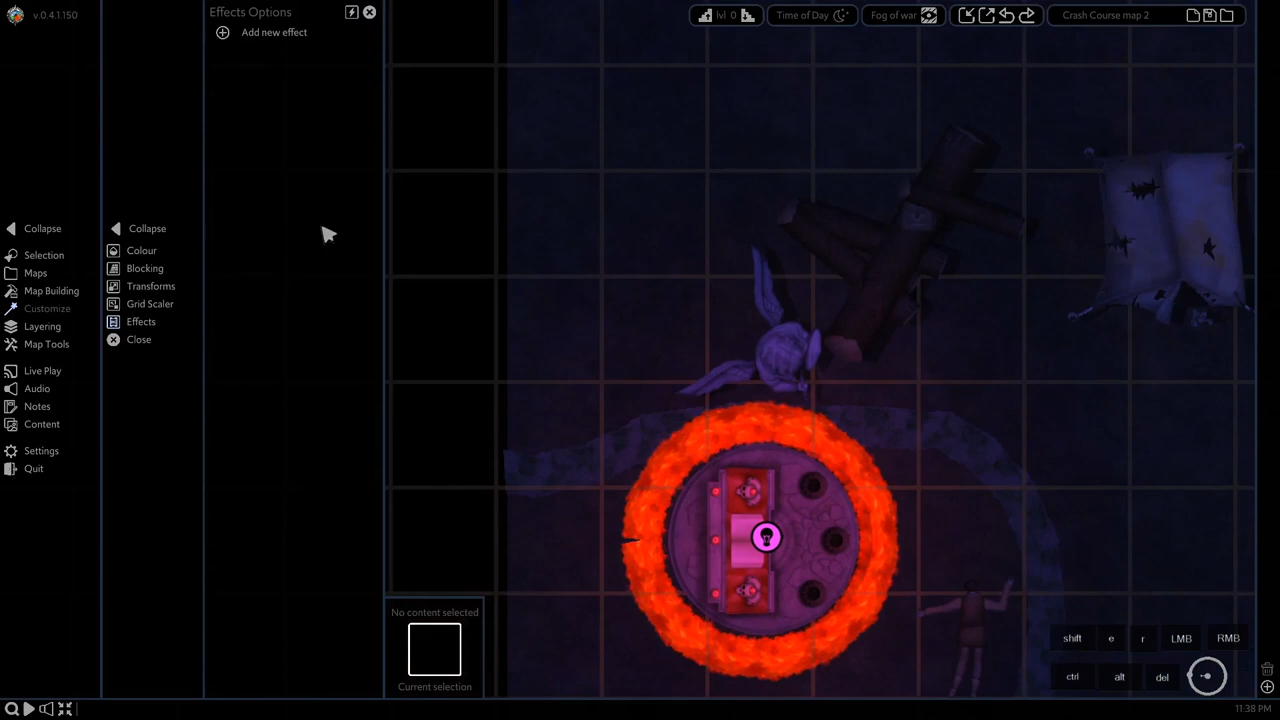 v.0.4.1.150
Effects Options
Add new effect
lvl 0
Time of Day
Fog of war
Crash Course map 2
Collapse
Selection
Maps
Map Building
Customize
Layering
Map Tools
Live Play
Audio
Notes
Content
Settings
Quit
Collapse
Colour
Blocking
Transforms
Grid Scaler
Effects
Close
No content selected
Current selection
shift e r LMB RMB
ctrl alt del
11:38 PM